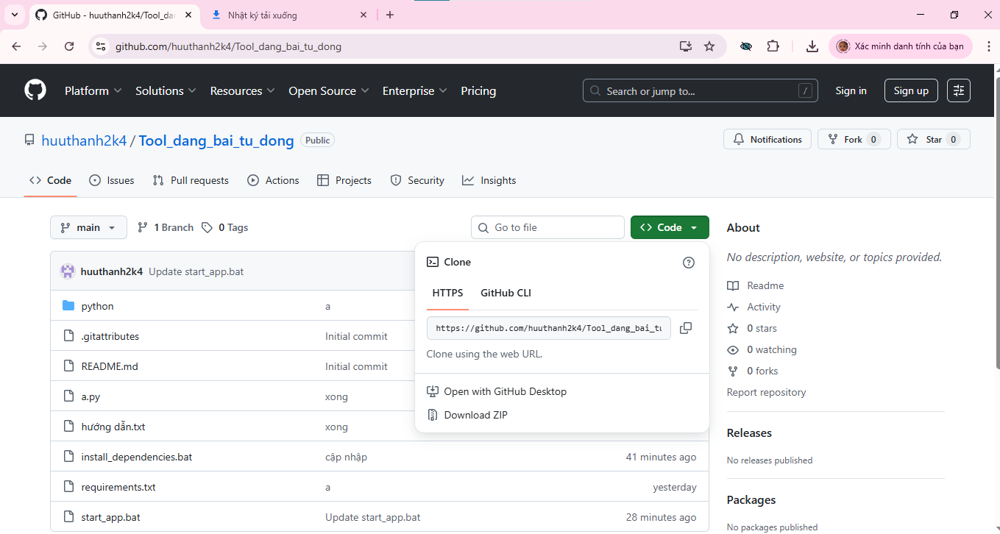 GitHub - huuthanh2k4/Tool_da
Nhật ký tải xuống
github.com/huuthanh2k4/Tool_dang_bai_tu_dong
Xác minh danh tính của bạn
Platform Solutions Resources Open Source Enterprise Pricing
Search or jump to... /
Sign in
Sign up
huuthanh2k4 / Tool_dang_bai_tu_dong Public
Notifications
Fork 0
Star 0
Code Issues Pull requests Actions Projects Security Insights
main
1 Branch 0 Tags
Go to file
Code
huuthanh2k4 Update start_app.bat
python a
.gitattributes Initial commit
README.md Initial commit
a.py xong
hướng dẫn.txt xong
install_dependencies.bat cập nhập 41 minutes ago
requirements.txt a yesterday
start_app.bat Update start_app.bat 28 minutes ago
Clone
HTTPS GitHub CLI
https://github.com/huuthanh2k4/Tool_dang_bai_tu
Clone using the web URL.
Open with GitHub Desktop
Download ZIP
About
No description, website, or topics provided.
Readme
Activity
0 stars
0 watching
0 forks
Report repository
Releases
No releases published
Packages
No packages published